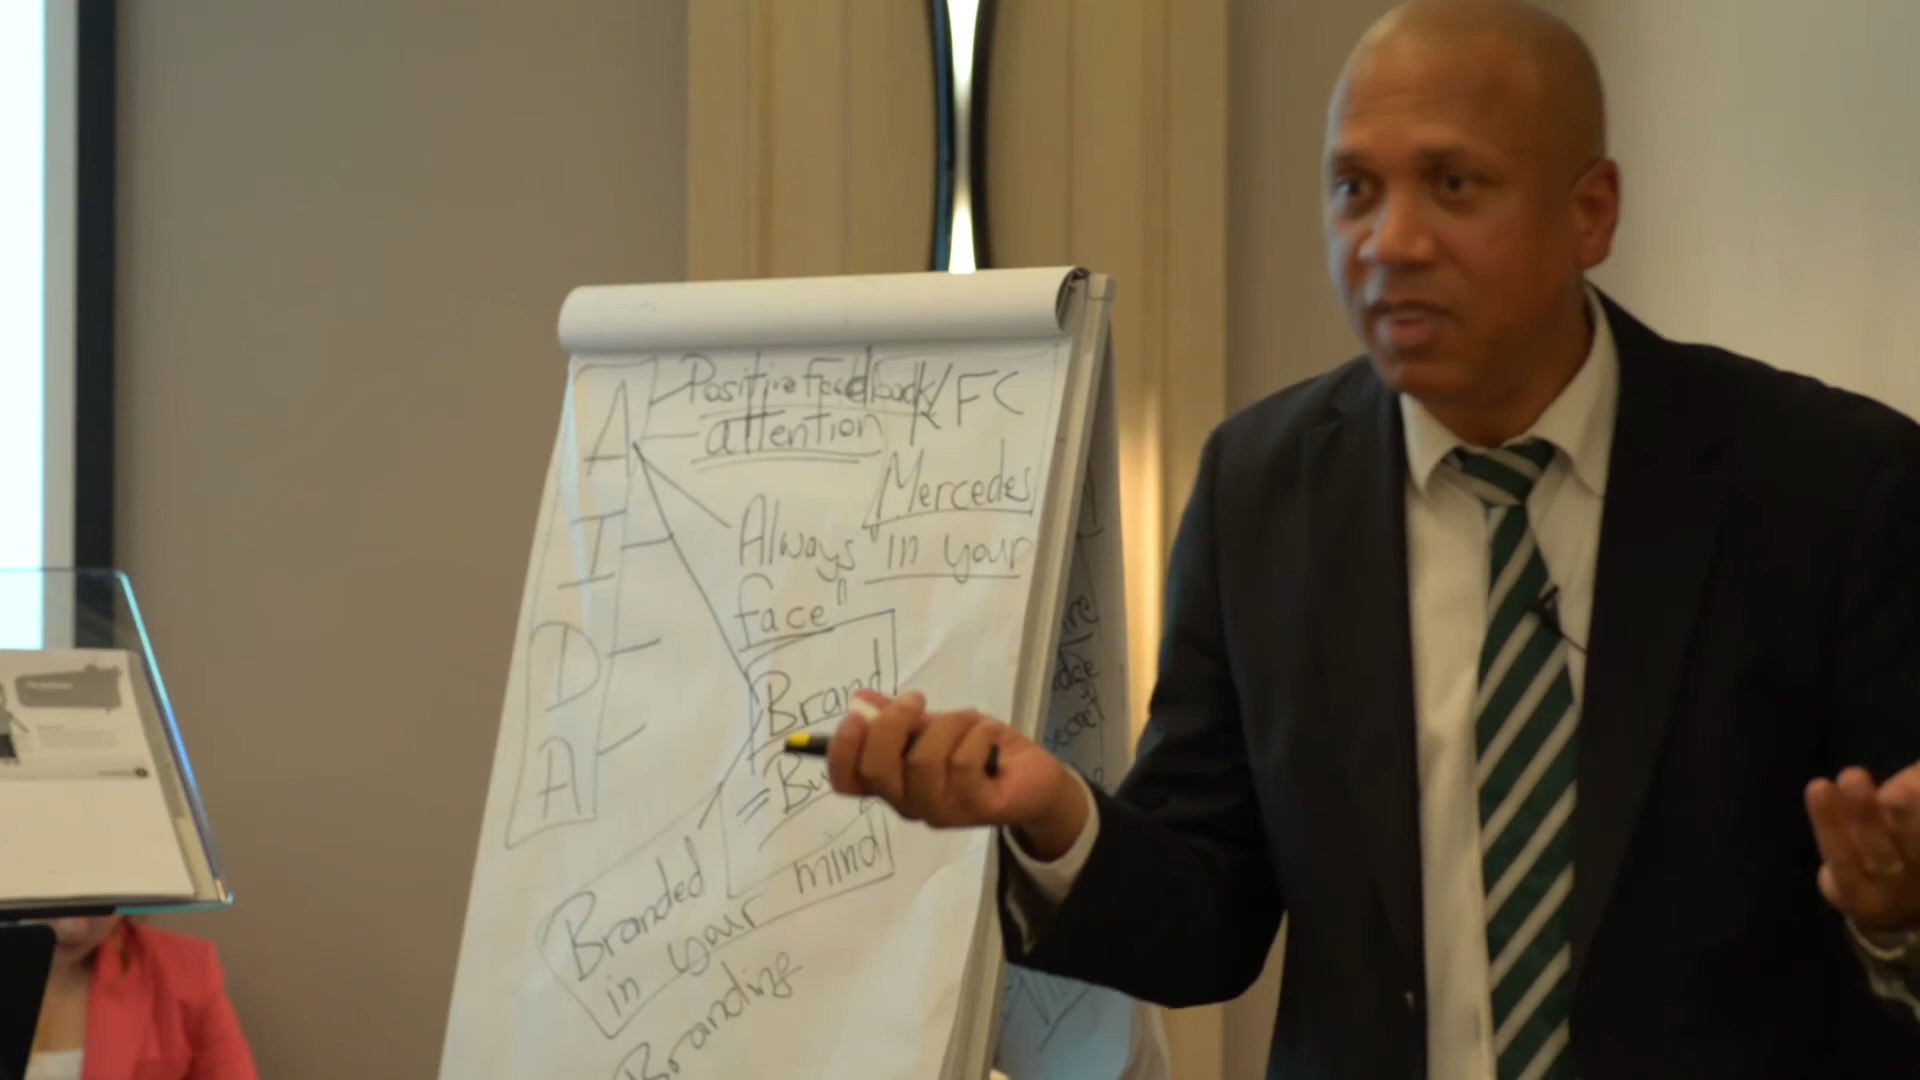 A Positive feedback/KFC
attention
Mercedes
Always "in your
face"
I
D
A
Brand
mind
Branded
in your
Branding